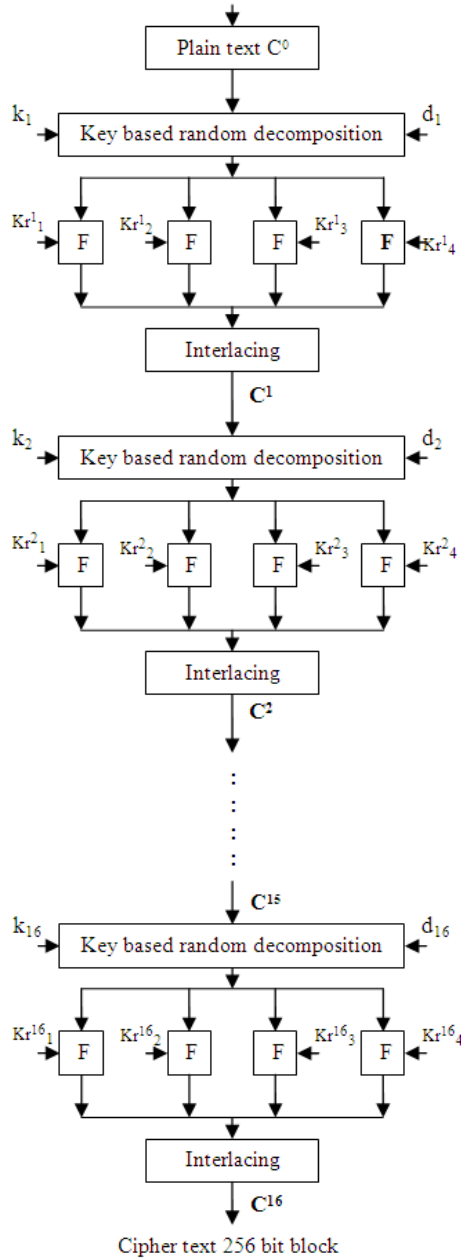 Plain text C⁰
k₁ d₁
Key based random decomposition
Kr¹₁ Kr¹₂ Kr¹₃ Kr¹₄
F F F F
Interlacing
C¹
k₂ d₂
Key based random decomposition
Kr²₁ Kr²₂ Kr²₃ Kr²₄
F F F F
Interlacing
C²
C¹⁵
k₁₆ d₁₆
Key based random decomposition
Kr¹⁶₁ Kr¹⁶₂ Kr¹⁶₃ Kr¹⁶₄
F F F F
Interlacing
C¹⁶
Cipher text 256 bit block